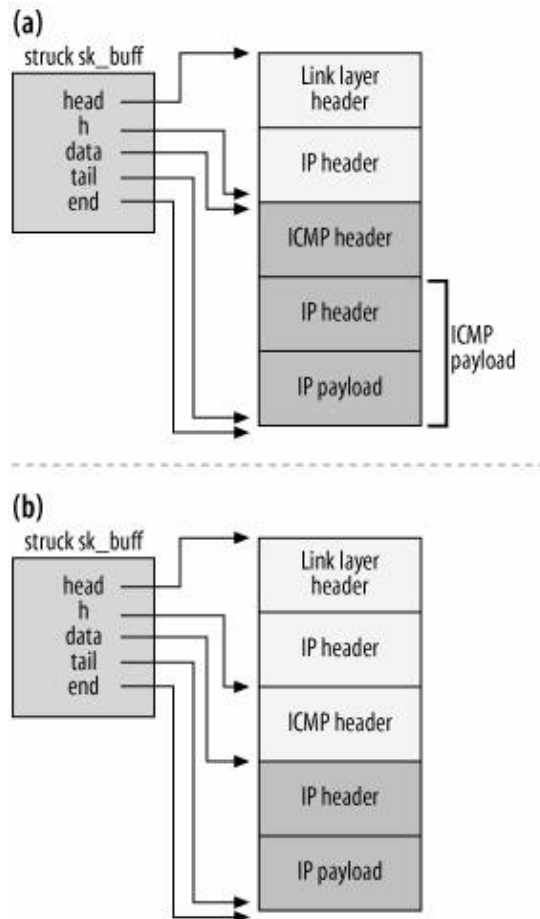 (a)
struck sk_buff
head
h
data
tail
end
Link layer
header
IP header
ICMP header
IP header
IP payload
ICMP
payload
(b)
struck sk_buff
head
h
data
tail
end
Link layer
header
IP header
ICMP header
IP header
IP payload